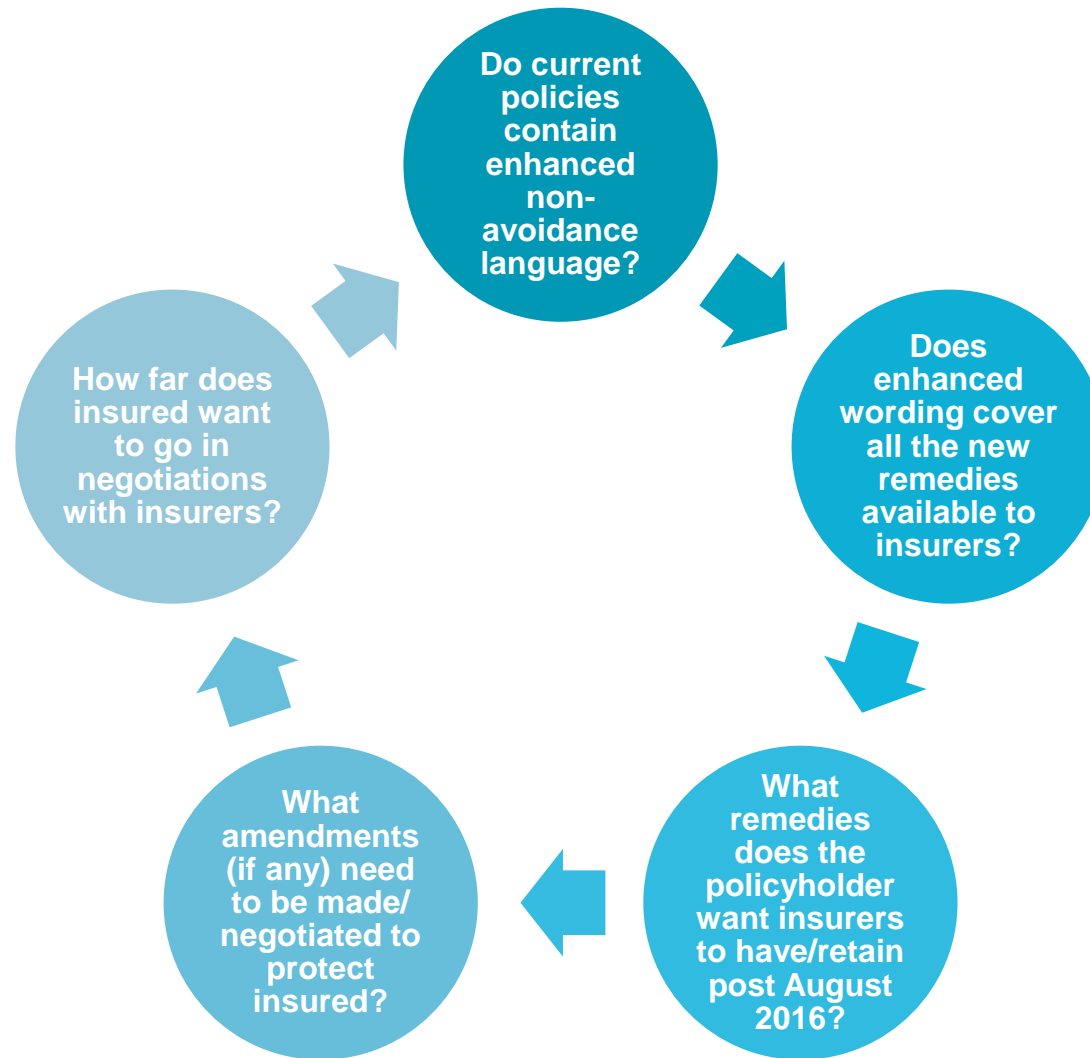 Do current
policies
contain
enhanced
non-
avoidance
language?
Does
enhanced
wording cover
all the new
remedies
available to
insurers?
What
remedies
does the
policyholder
want insurers
to have/retain
post August
2016?
What
amendments
(if any) need
to be made/
negotiated to
protect
insured?
How far does
insured want
to go in
negotiations
with insurers?